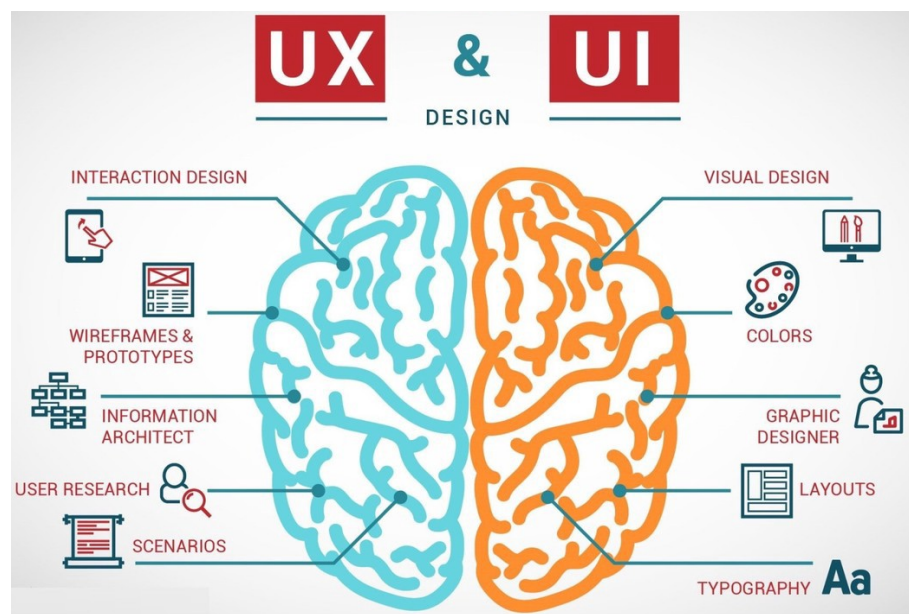 UX & UI
DESIGN
INTERACTION DESIGN
WIREFRAMES &
PROTOTYPES
INFORMATION
ARCHITECT
USER RESEARCH
SCENARIOS
VISUAL DESIGN
COLORS
GRAPHIC
DESIGNER
LAYOUTS
TYPOGRAPHY Aa